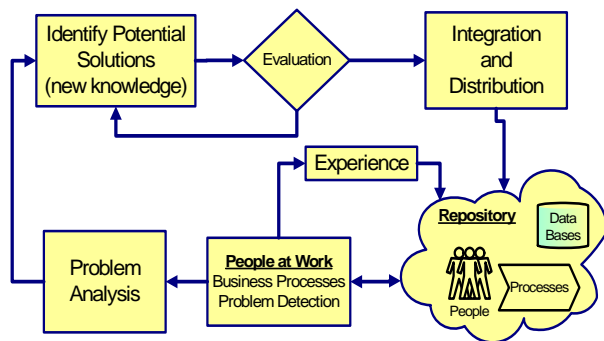 Identify Potential
Solutions
(new knowledge)
Evaluation
Integration
and
Distribution
Experience
Repository
Data
Bases
People at Work
Business Processes
Problem Detection
Problem
Analysis
People
Processes